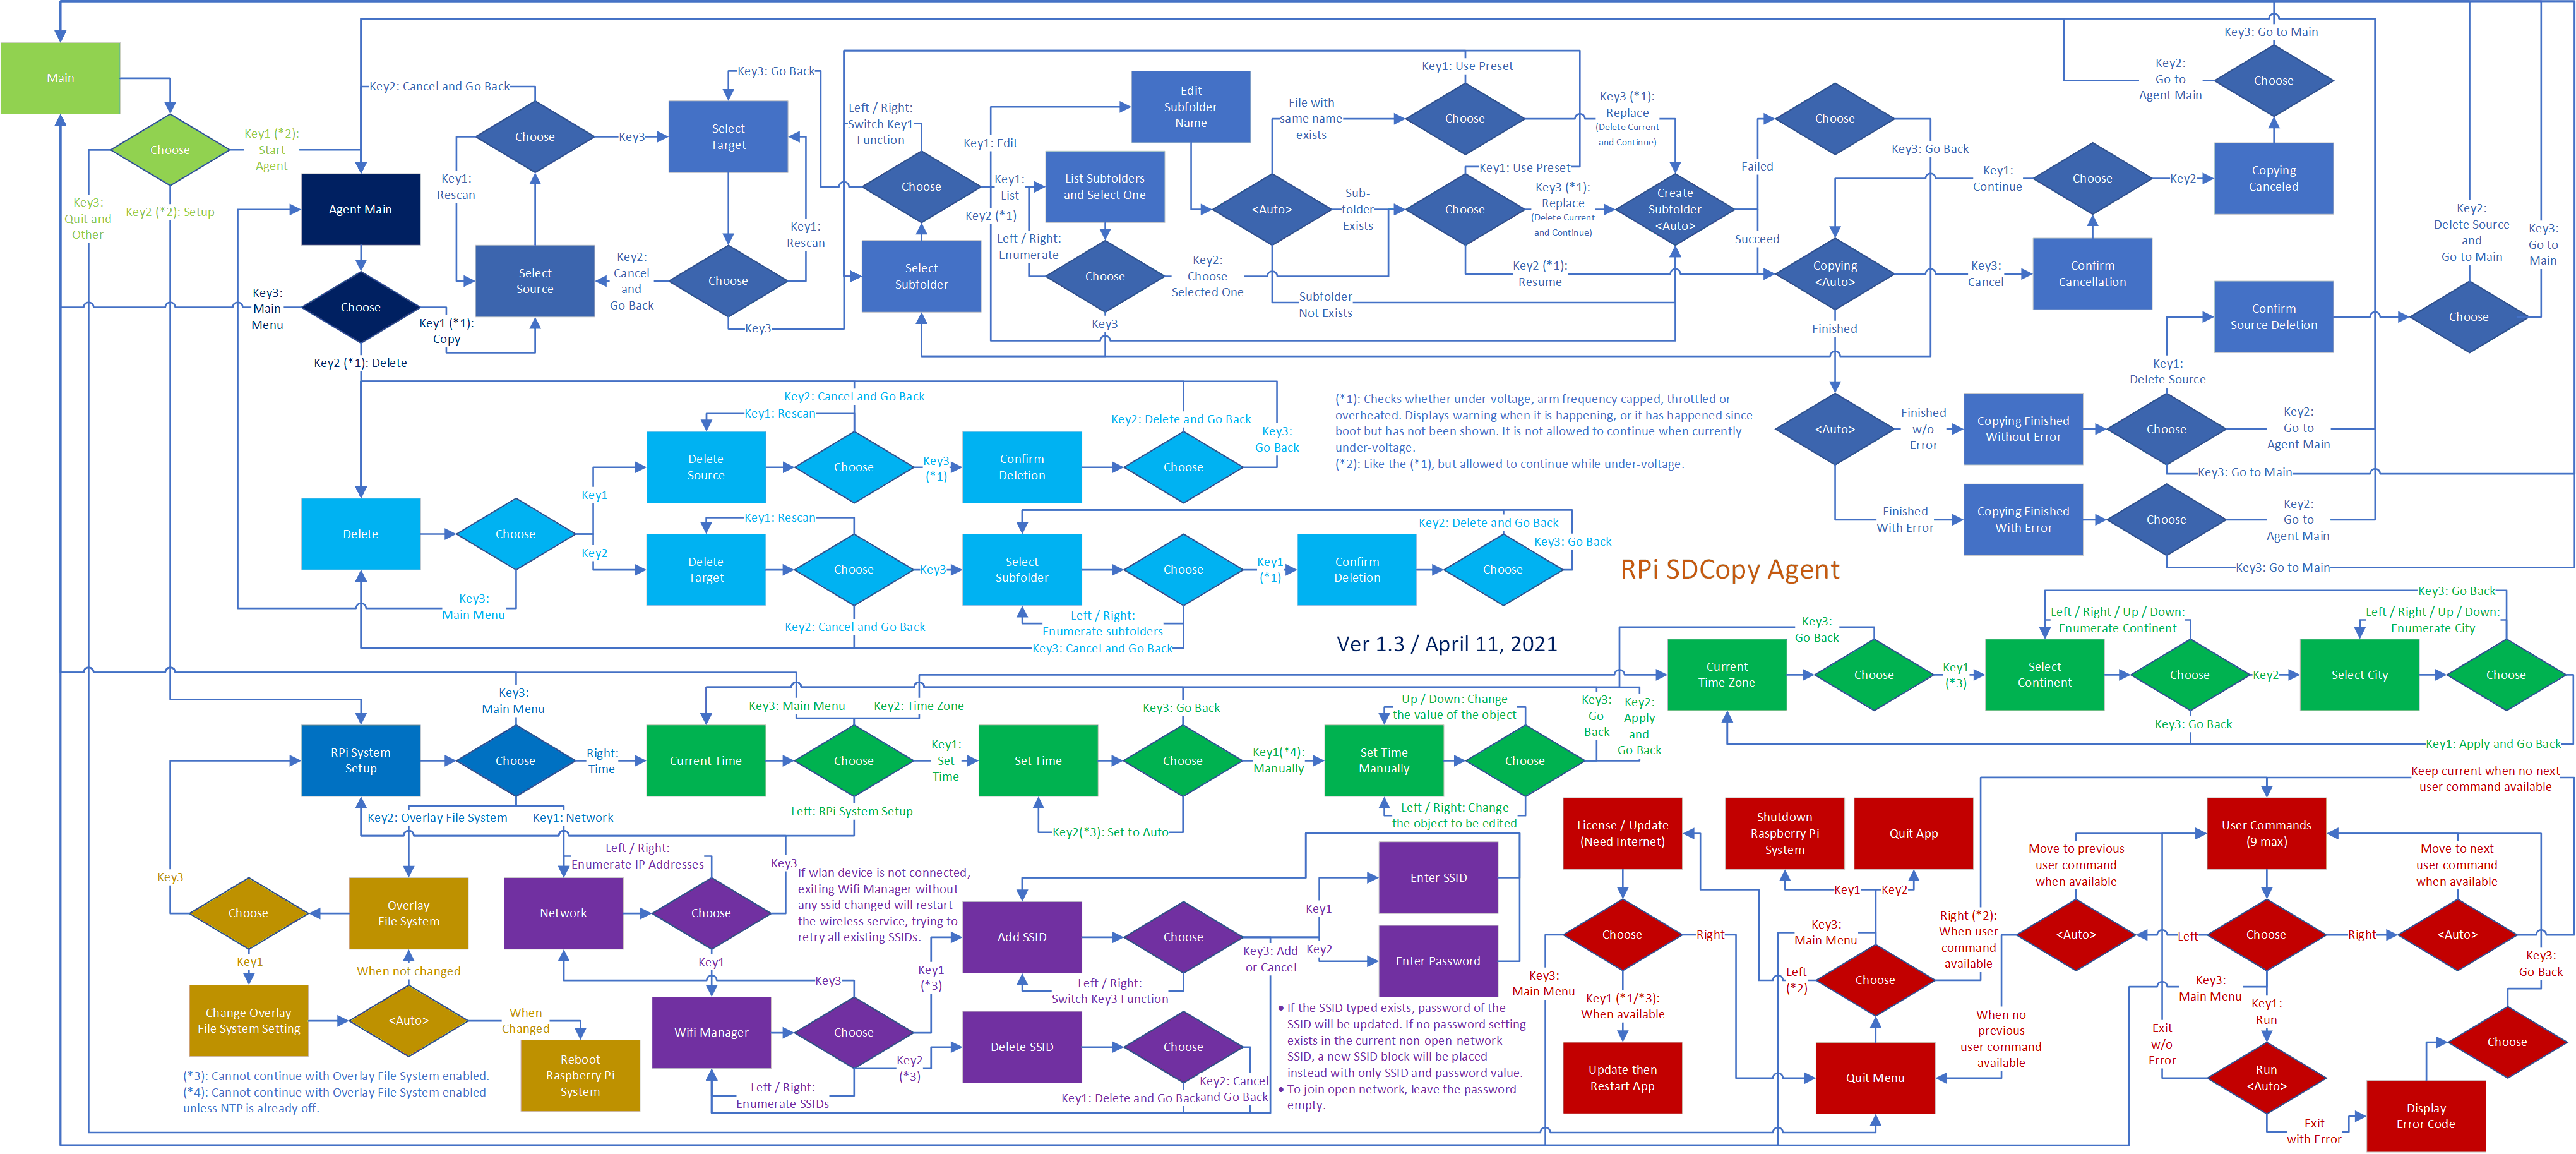 Main
Choose
Key1 (*2):
Start
Agent
Key3:
Quit and
Other
Key2 (*2): Setup
Agent Main
Choose
Key3:
Main
Menu
Key1 (*1):
Copy
Key2 (*1): Delete
Key2: Cancel and Go Back
Choose
Key1:
Rescan
Key3
Select
Source
Key3: Go Back
Select
Target
Key1:
Rescan
Key2:
Cancel
and
Go Back
Choose
Key3
Left / Right:
Switch Key1
Function
Choose
Select
Subfolder
Key1: Edit
Key1:
List
Key2 (*1)
Left / Right:
Enumerate
Edit
Subfolder
Name
List Subfolders
and Select One
Choose
Key3
Key2:
Choose
Selected One
<Auto>
File with
same name
exists
Sub-
folder
Exists
Subfolder
Not Exists
Key1: Use Preset
Choose
Key3 (*1):
Replace
(Delete Current
and Continue)
Key1: Use Preset
Choose
Key3 (*1):
Replace
(Delete Current
and Continue)
Key2 (*1):
Resume
Create
Subfolder
<Auto>
Failed
Succeed
Choose
Key3: Go Back
Copying
<Auto>
Finished
Key3:
Cancel
Key1:
Continue
Choose
Confirm
Cancellation
Key2
Copying
Canceled
Key3: Go to Main
Choose
Key2:
Go to
Agent Main
Key2:
Delete Source
and
Go to Main
Key3:
Go to
Main
Confirm
Source Deletion
Choose
Key1:
Delete Source
<Auto>
Finished
w/o
Error
Copying Finished
Without Error
Choose
Key2:
Go to
Agent Main
Key3: Go to Main
Finished
With Error
Copying Finished
With Error
Choose
Key2:
Go to
Agent Main
Key3: Go to Main
(*1): Checks whether under-voltage, arm frequency capped, throttled or
overheated. Displays warning when it is happening, or it has happened since
boot but has not been shown. It is not allowed to continue when currently
under-voltage.
(*2): Like the (*1), but allowed to continue while under-voltage.
Delete
Choose
Key3:
Main Menu
Key1
Key2
Key2: Cancel and Go Back
Key1: Rescan
Delete
Source
Choose
Key3
(*1)
Confirm
Deletion
Choose
Key2: Delete and Go Back
Key3:
Go Back
Key1: Rescan
Delete
Target
Choose
Key2: Cancel and Go Back
Key3
Select
Subfolder
Choose
Left / Right:
Enumerate subfolders
Key3: Cancel and Go Back
Key1
(*1)
Confirm
Deletion
Choose
Key2: Delete and Go Back
Key3: Go Back
RPi SDCopy Agent
Ver 1.3 / April 11, 2021
RPi System
Setup
Choose
Key3:
Main Menu
Right:
Time
Key2: Overlay File System
Key1: Network
Current Time
Choose
Key3: Main Menu
Key2: Time Zone
Left: RPi System Setup
Key1:
Set
Time
Set Time
Choose
Key3: Go Back
Key2(*3): Set to Auto
Key1(*4):
Manually
Set Time
Manually
Choose
Up / Down: Change
the value of the object
Left / Right: Change
the object to be edited
Key3:
Go
Back
Key2:
Apply
and
Go Back
Current
Time Zone
Choose
Key3:
Go Back
Key1
(*3)
Select
Continent
Left / Right / Up / Down:
Enumerate Continent
Choose
Key3: Go Back
Key2
Select City
Left / Right / Up / Down:
Enumerate City
Choose
Key3: Go Back
Key1: Apply and Go Back
Key3
Choose
Overlay
File System
Key1
Change Overlay
File System Setting
When not changed
<Auto>
When
Changed
Reboot
Raspberry Pi
System
(*3): Cannot continue with Overlay File System enabled.
(*4): Cannot continue with Overlay File System enabled
unless NTP is already off.
Left / Right:
Enumerate IP Addresses
Network
Choose
Key3
Key1
Wifi Manager
Choose
Key3
Left / Right:
Enumerate SSIDs
If wlan device is not connected,
exiting Wifi Manager without
any ssid changed will restart
the wireless service, trying to
retry all existing SSIDs.
Key1
(*3)
Key2
(*3)
Add SSID
Choose
Left / Right:
Switch Key3 Function
Key3: Add
or Cancel
Key1
Key2
Enter SSID
Enter Password
Delete SSID
Choose
Key1: Delete and Go Back
Key2: Cancel
and Go Back
• If the SSID typed exists, password of the
SSID will be updated. If no password setting
exists in the current non-open-network
SSID, a new SSID block will be placed
instead with only SSID and password value.
• To join open network, leave the password
empty.
License / Update
(Need Internet)
Choose
Right
Key3:
Main Menu
Key1 (*1/*3):
When available
Update then
Restart App
Shutdown
Raspberry Pi
System
Quit App
Key1
Key2
Key3:
Main Menu
Choose
Left
(*2)
Right (*2):
When user
command
available
Quit Menu
Keep current when no next
user command available
User Commands
(9 max)
Move to previous
user command
when available
Move to next
user command
when available
<Auto>
Left
Choose
Right
<Auto>
When no
previous
user command
available
Key3:
Main Menu
Key1:
Run
Key3:
Go Back
Exit
w/o
Error
Run
<Auto>
Choose
Exit
with Error
Display
Error Code